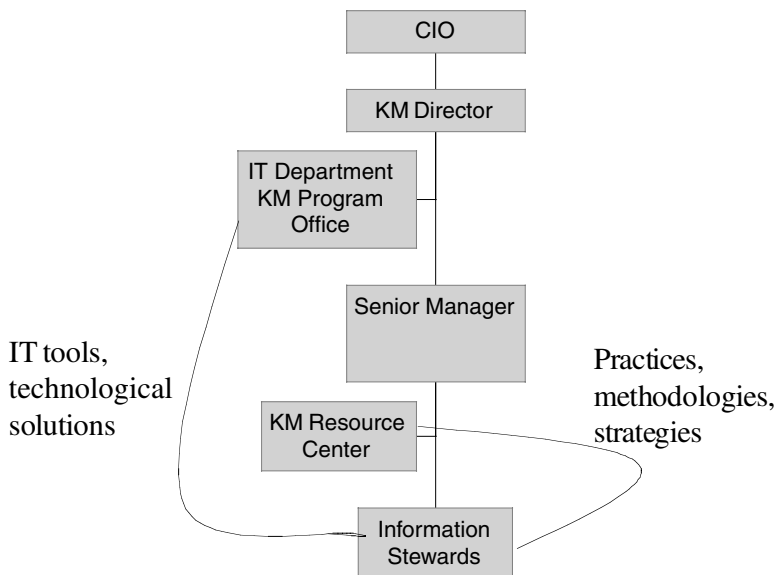 CIO
KM Director
IT Department
KM Program
Office
Senior Manager
IT tools,
technological
solutions
Practices,
methodologies,
strategies
KM Resource
Center
Information
Stewards